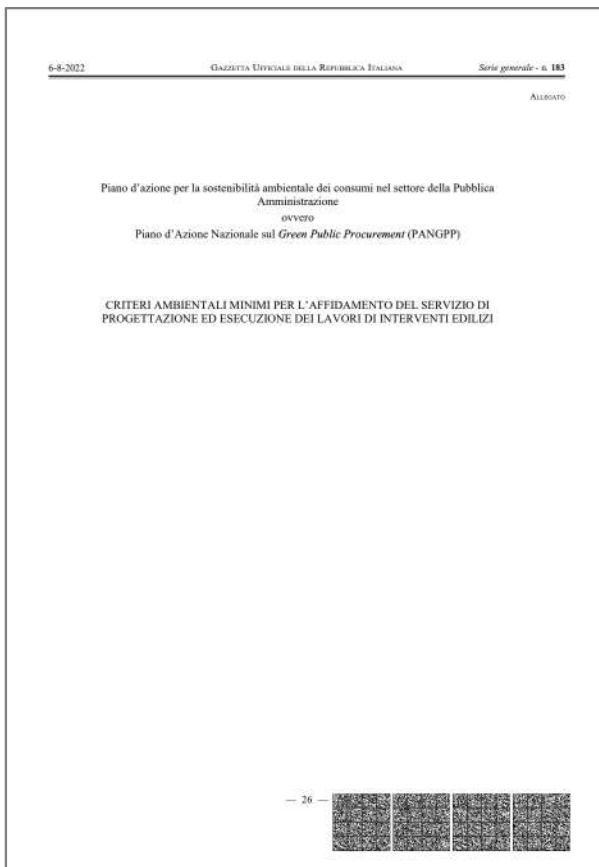 6-8-2022 GAZZETTA UFFICIALE DELLA REPUBBLICA ITALIANA Serie generale - n. 183
ALLEGATO
Piano d'azione per la sostenibilità ambientale dei consumi nel settore della Pubblica
Amministrazione
ovvero
Piano d'Azione Nazionale sul Green Public Procurement (PANGPP)
CRITERI AMBIENTALI MINIMI PER L'AFFIDAMENTO DEL SERVIZIO DI
PROGETTAZIONE ED ESECUZIONE DEI LAVORI DI INTERVENTI EDILIZI
— 26 —